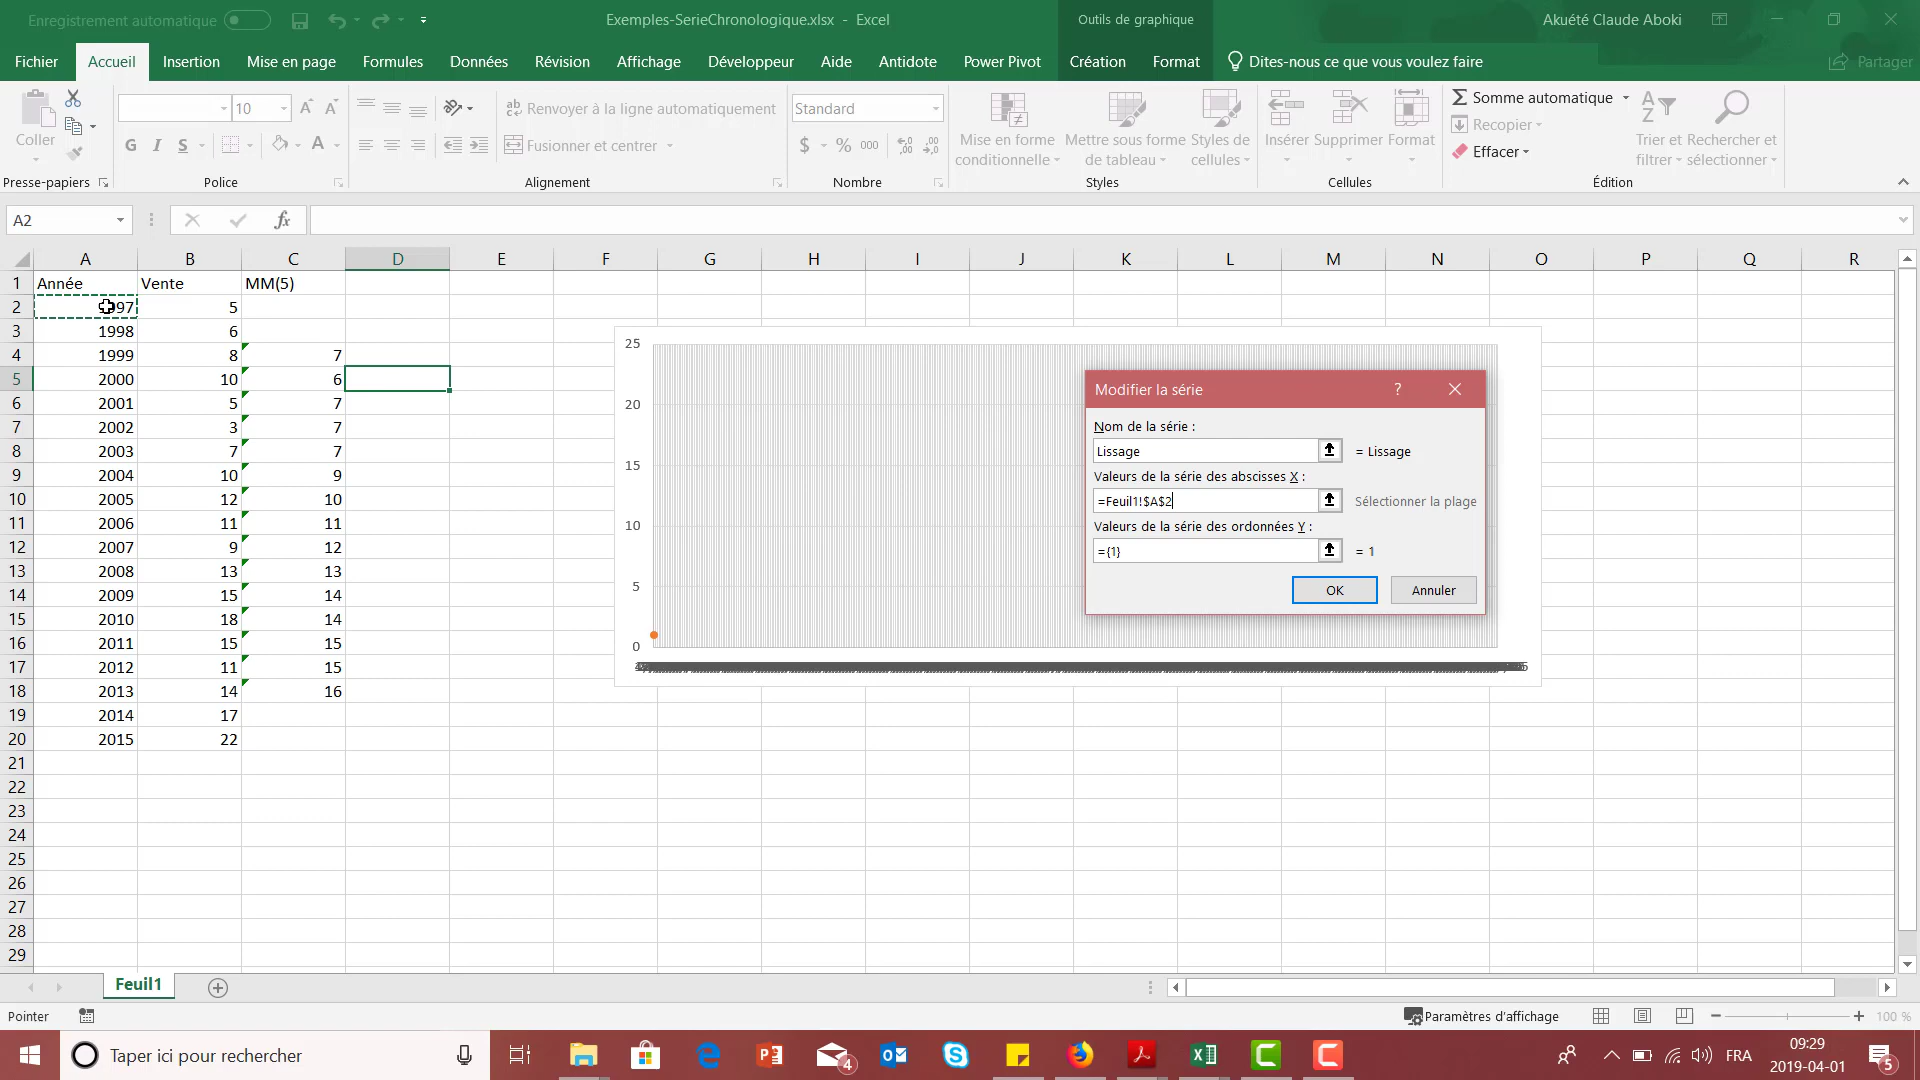 Enregistrement automatique
Exemples-SerieChronologique.xlsx - Excel
Outils de graphique
Akuété Claude Aboki
Fichier Accueil Insertion Mise en page Formules Données Révision Affichage Développeur Aide Antidote Power Pivot Création Format Dites-nous ce que vous voulez faire Partager
Coller
Presse-papiers
10
G I S
Police
Renvoyer à la ligne automatiquement
Fusionner et centrer
Alignement
Standard
$ % 000
Nombre
Mise en forme conditionnelle
Mettre sous forme de tableau
Styles de cellules
Styles
Insérer Supprimer Format
Cellules
Somme automatique
Recopier
Effacer
Trier et filtrer
Rechercher et sélectionner
Édition
A2
fx
A B C D E F G H I J K L M N O P Q R
1 Année Vente MM(5)
2 1997 5
3 1998 6
4 1999 8 7
5 2000 10 6
6 2001 5 7
7 2002 3 7
8 2003 7 7
9 2004 10 9
10 2005 12 10
11 2006 11 11
12 2007 9 12
13 2008 13 13
14 2009 15 14
15 2010 18 14
16 2011 15 15
17 2012 11 15
18 2013 14 16
19 2014 17
20 2015 22
21
22
23
24
25
26
27
28
29
25
20
15
10
5
0
Modifier la série ?
Nom de la série :
Lissage = Lissage
Valeurs de la série des abscisses X :
=Feuil1!$A$2 Sélectionner la plage
Valeurs de la série des ordonnées Y :
={1} = 1
OK Annuler
Feuil1
Pointer
Paramètres d'affichage
100 %
Taper ici pour rechercher
4
FRA
09:29
2019-04-01
5